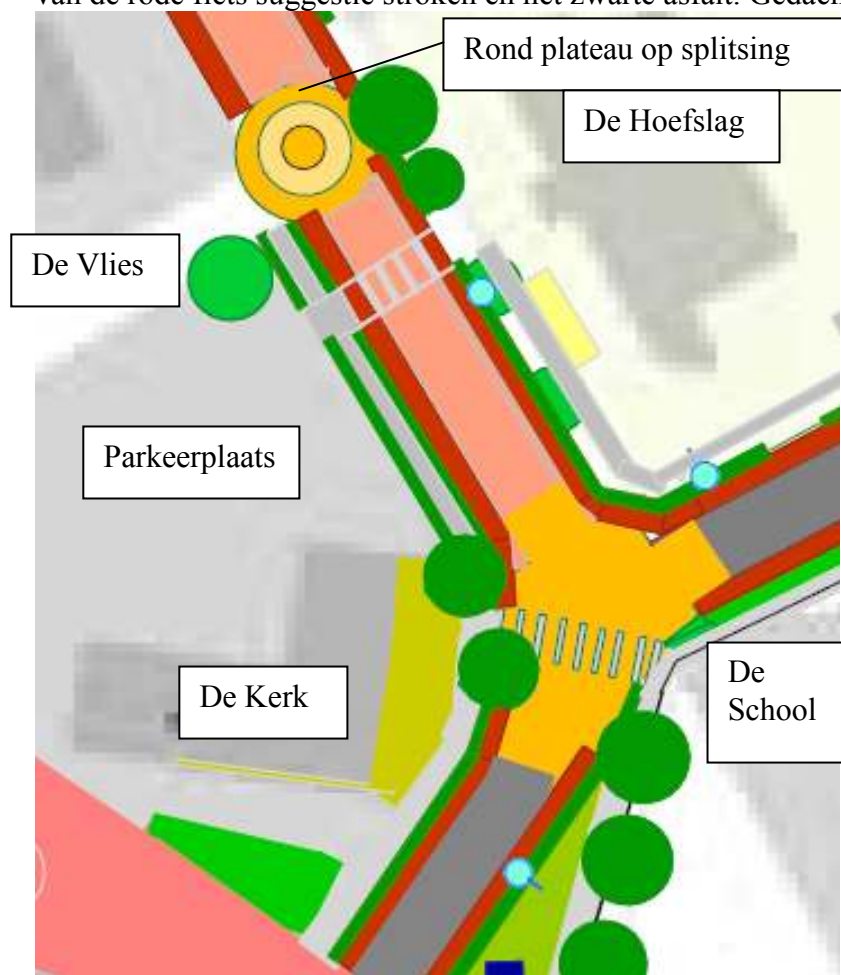 van de rode fiets suggestie stroken en het zwarte asfalt. Gedach
Rond plateau op splitsing
De Hoefslag
De Vlies
Parkeerplaats
De Kerk
De
School